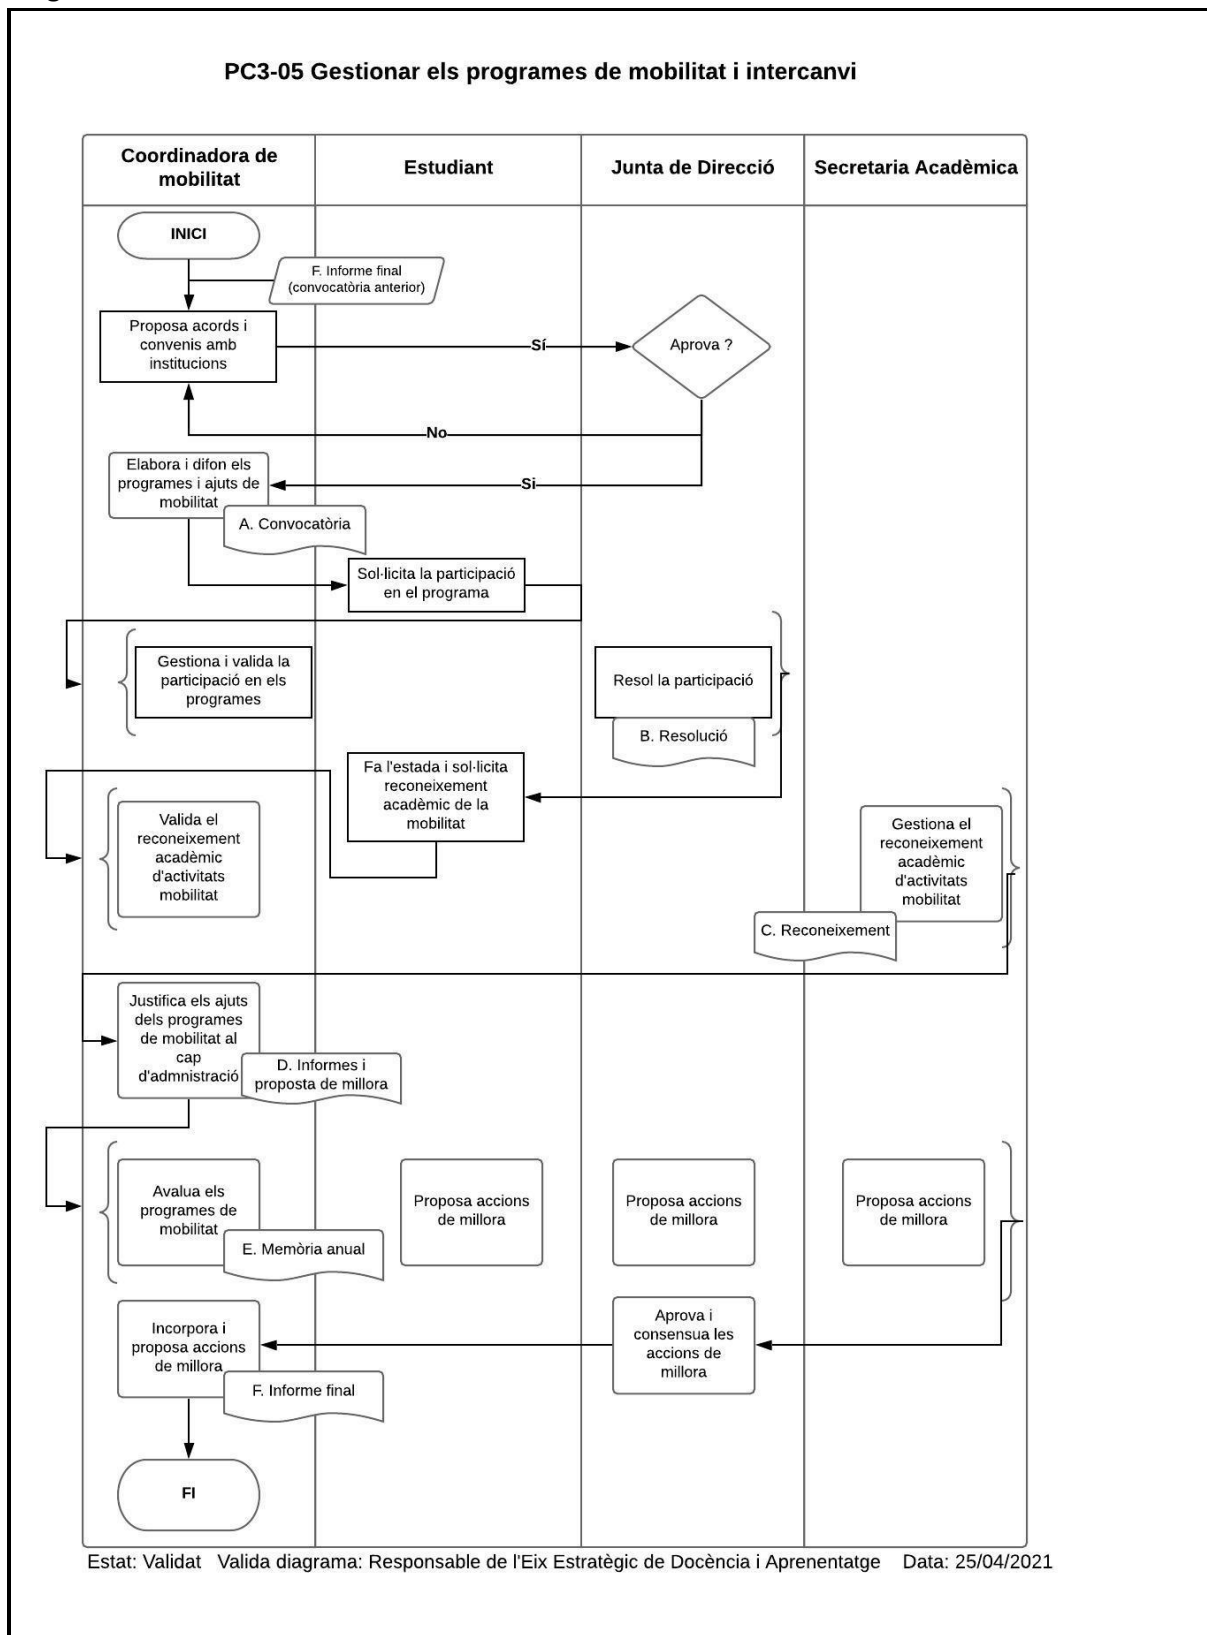 PC3-05 Gestionar els programes de mobilitat i intercanvi
Coordinadora de
mobilitat
Estudiant
Junta de Direcció
Secretaria Acadèmica
INICI
F. Informe final
(convocatòria anterior)
Proposa acords i
convenis amb
institucions
Sí
Aprova ?
No
Elabora i difon els
programes i ajuts de
mobilitat
Si
A. Convocatòria
Sol·licita la participació
en el programa
Gestiona i valida la
participació en els
programes
Resol la participació
B. Resolució
Fa l'estada i sol·licita
reconeixement
acadèmic de la
mobilitat
Valida el
reconeixement
acadèmic
d'activitats
mobilitat
Gestiona el
reconeixement
acadèmic
d'activitats
mobilitat
C. Reconeixement
Justifica els ajuts
dels programes
de mobilitat al
cap
d'admnistració
D. Informes i
proposta de millora
Avalua els
programes de
mobilitat
E. Memòria anual
Proposa accions
de millora
Proposa accions
de millora
Proposa accions
de millora
Aprova i
consensua les
accions de
millora
Incorpora i
proposa accions
de millora
F. Informe final
FI
Estat: Validat Valida diagrama: Responsable de l'Eix Estratègic de Docència i Aprenentatge Data: 25/04/2021